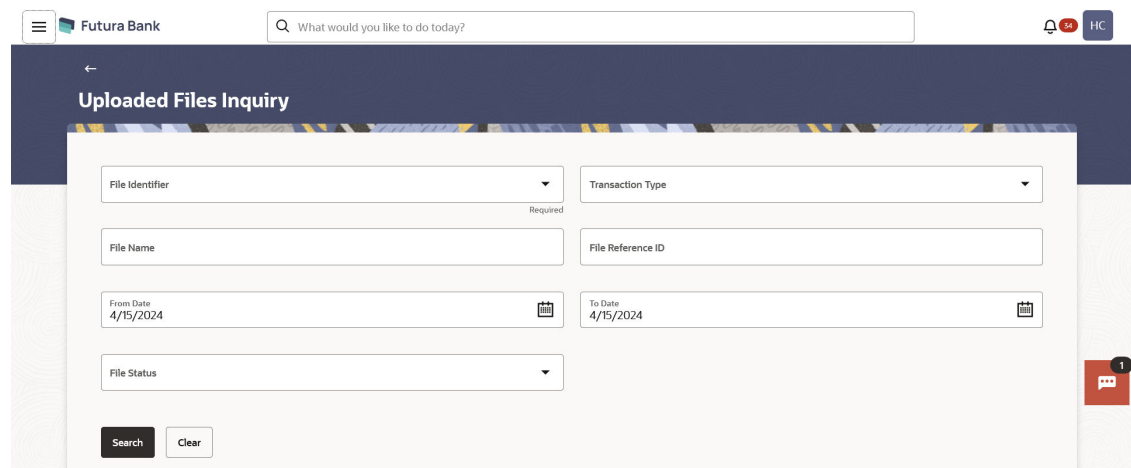 Futura Bank
What would you like to do today?
34
HC
←
Uploaded Files Inquiry
File Identifier
Transaction Type
Required
File Name
File Reference ID
From Date
4/15/2024
To Date
4/15/2024
File Status
1
Search
Clear